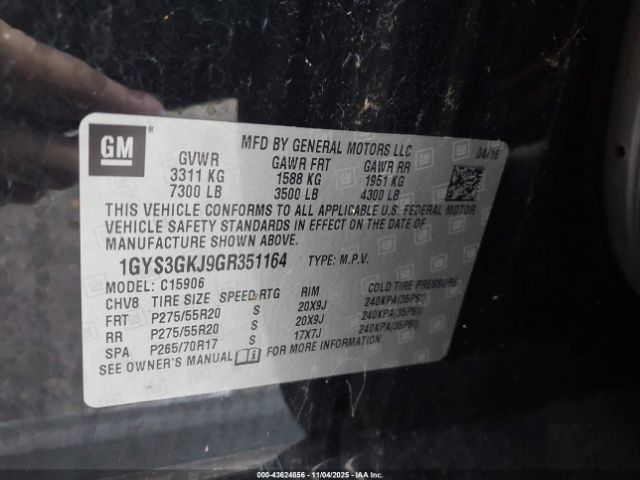 GM ®
MFD BY GENERAL MOTORS LLC
04/16
GVWR GAWR FRT GAWR RR
3311 KG 1588 KG 1951 KG
7300 LB 3500 LB 4300 LB
THIS VEHICLE CONFORMS TO ALL APPLICABLE U.S. FEDERAL MOTOR
VEHICLE SAFETY STANDARDS IN EFFECT ON THE DATE OF
MANUFACTURE SHOWN ABOVE.
1GYS3GKJ9GR351164 TYPE: M.P.V.
MODEL: C15906
CHV8 TIRE SIZE SPEED RTG RIM COLD TIRE PRESSURE
FRT P275/55R20 S 20X9J 240KPA(35PSI)
RR P275/55R20 S 20X9J 240KPA(35PSI)
SPA P265/70R17 S 17X7J 240KPA(35PSI)
SEE OWNER'S MANUAL FOR MORE INFORMATION.
000-43624856 - 11/04/2025 - IAAI.com